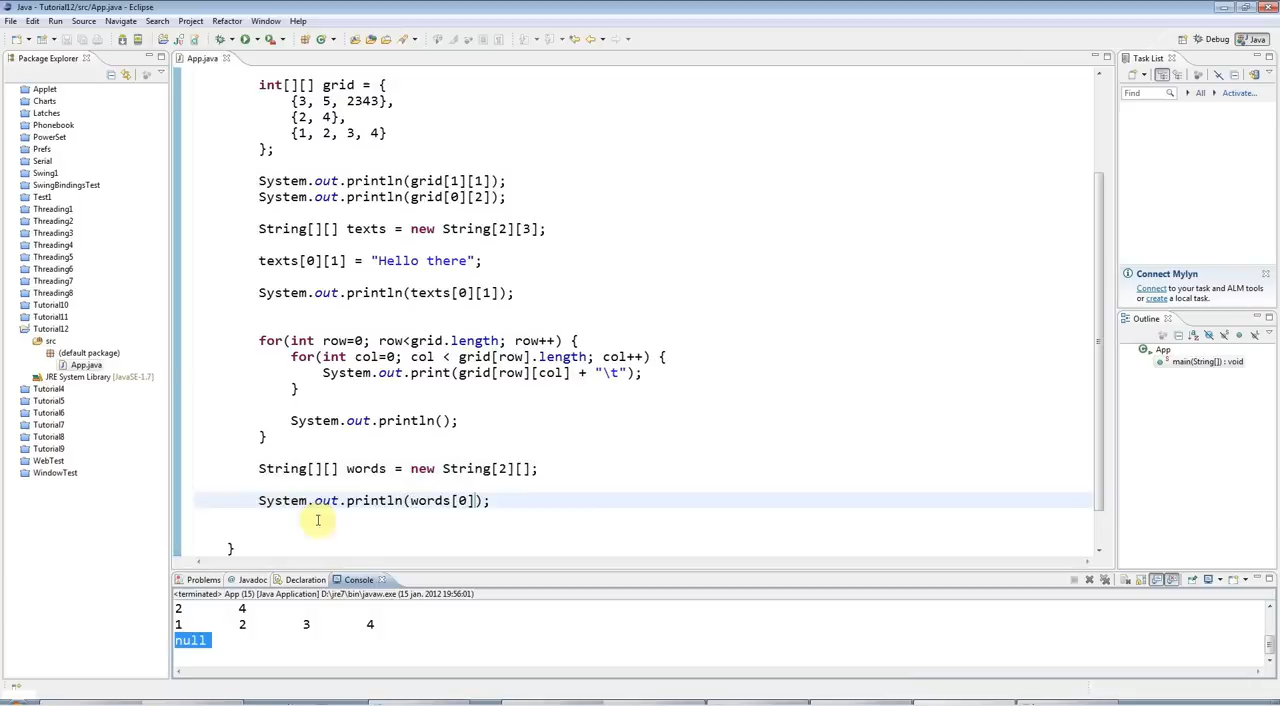 Java - Tutorial12/src/App.java - Eclipse
File Edit Run Source Navigate Search Project Refactor Window Help
Debug Java
Package Explorer
App.java
Task List
Find All Activate...
Applet
Charts
Latches
Phonebook
PowerSet
Prefs
Serial
Swing1
SwingBindingsTest
Test1
Threading1
Threading2
Threading3
Threading4
Threading5
Threading6
Threading7
Threading8
Tutorial10
Tutorial11
Tutorial12
src
(default package)
App.java
JRE System Library [JavaSE-1.7]
Tutorial4
Tutorial5
Tutorial6
Tutorial7
Tutorial8
Tutorial9
WebTest
WindowTest
int[][] grid = {
{3, 5, 2343},
{2, 4},
{1, 2, 3, 4}
};
System.out.println(grid[1][1]);
System.out.println(grid[0][2]);
String[][] texts = new String[2][3];
texts[0][1] = "Hello there";
System.out.println(texts[0][1]);
for(int row=0; row<grid.length; row++) {
for(int col=0; col < grid[row].length; col++) {
System.out.print(grid[row][col] + "\t");
}
System.out.println();
}
String[][] words = new String[2][];
System.out.println(words[0]);
}
Connect Mylyn
Connect to your task and ALM tools
or create a local task.
Outline
App
main(String[]) : void
Problems Javadoc Declaration Console
<terminated> App (15) [Java Application] D:\jre7\bin\javaw.exe (15 jan. 2012 19:56:01)
2 4
1 2 3 4
null